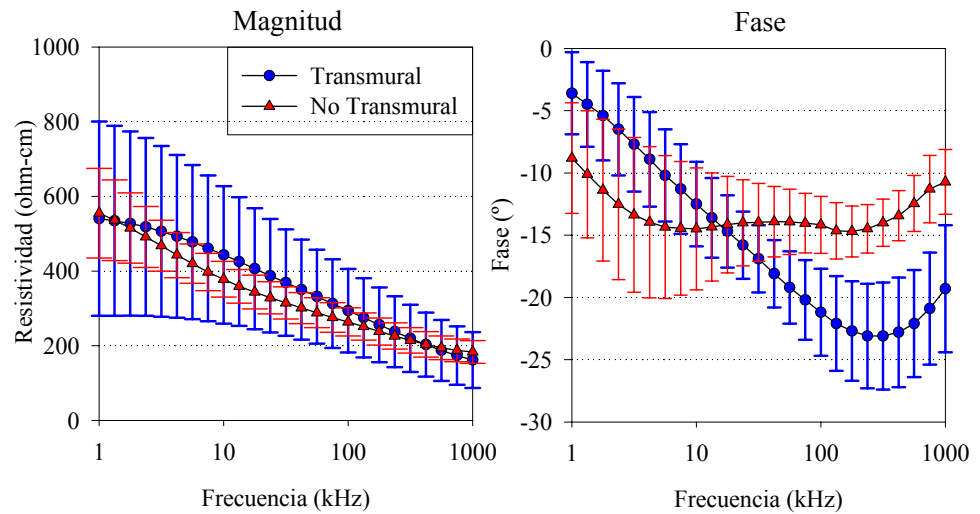 Magnitud
1000
800
600
400
200
0
Resistividad (ohm-cm)
Transmural
No Transmural
1
10
100
1000
Frecuencia (kHz)
Fase
0
-5
-10
-15
-20
-25
-30
Fase (º)
1
10
100
1000
Frecuencia (kHz)